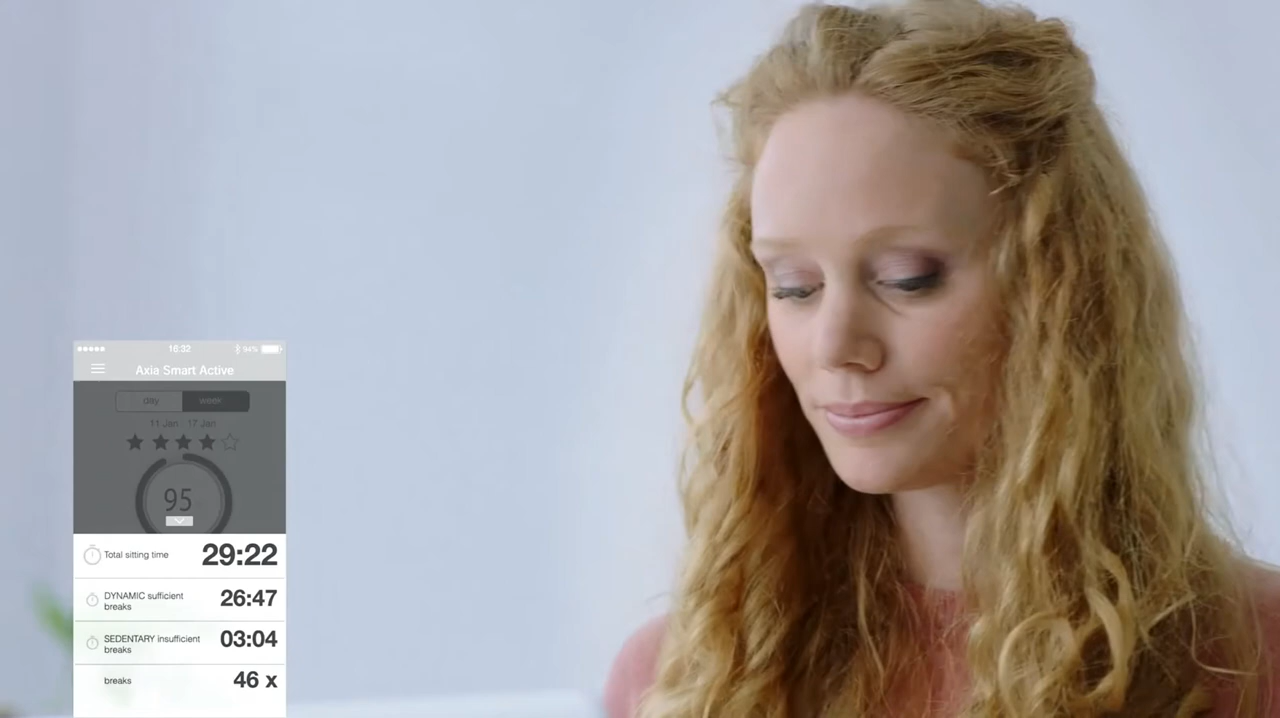 16:32 94%
Axia Smart Active
day week
11 Jan - 17 Jan
95
Total sitting time 29:22
DYNAMIC sufficient
breaks 26:47
SEDENTARY insufficient
breaks 03:04
breaks 46 x